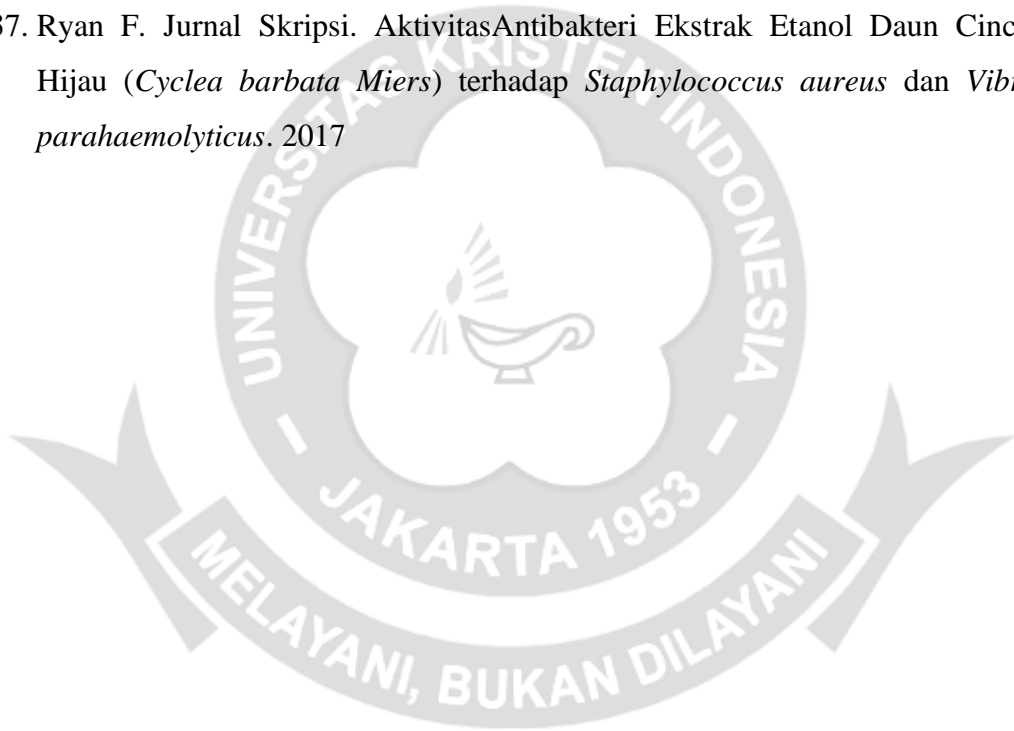 37. Ryan F. Jurnal Skripsi. AktivitasAntibakteri Ekstrak Etanol Daun Cinc
Hijau (Cyclea barbata Miers) terhadap Staphylococcus aureus dan Vibr
parahaemolyticus. 2017
UNIVERSITAS KRISTEN INDONESIA
JAKARTA 1953
MELAYANI, BUKAN DILAYANI